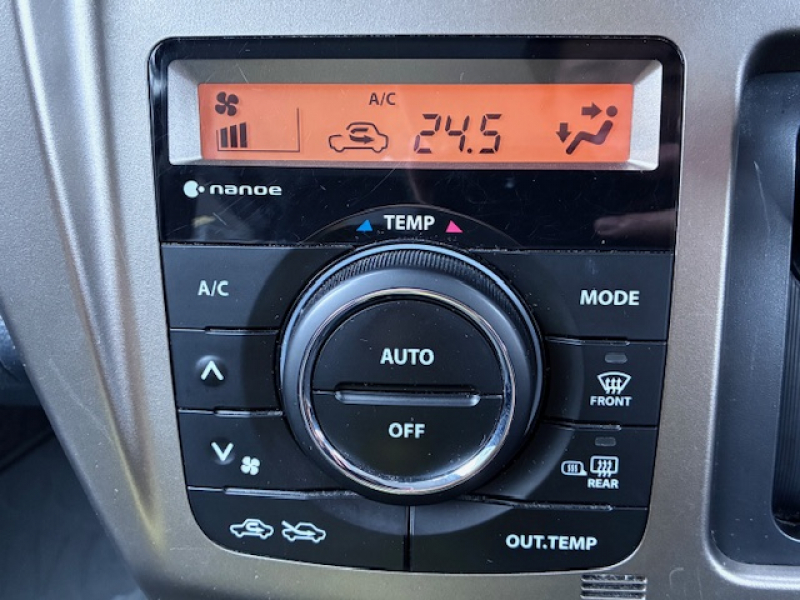 A/C
24.5
nanoe
TEMP
A/C
MODE
AUTO
FRONT
OFF
REAR
OUT.TEMP